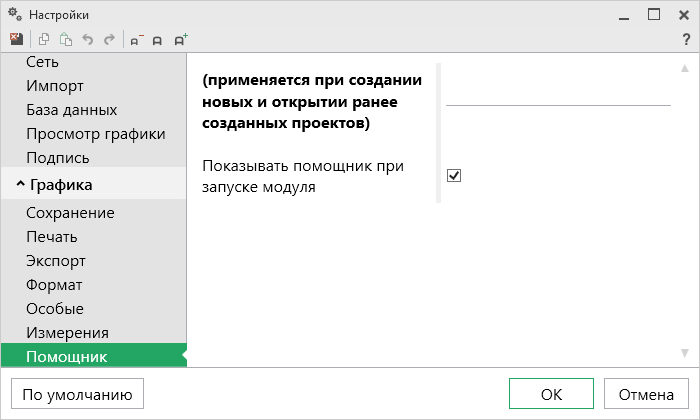 Настройки
A− A A+ ?
Сеть
Импорт
База данных
Просмотр графики
Подпись
Графика
Сохранение
Печать
Экспорт
Формат
Особые
Измерения
Помощник
(применяется при создании
новых и открытии ранее
созданных проектов)
Показывать помощник при
запуске модуля
По умолчанию
ОК
Отмена